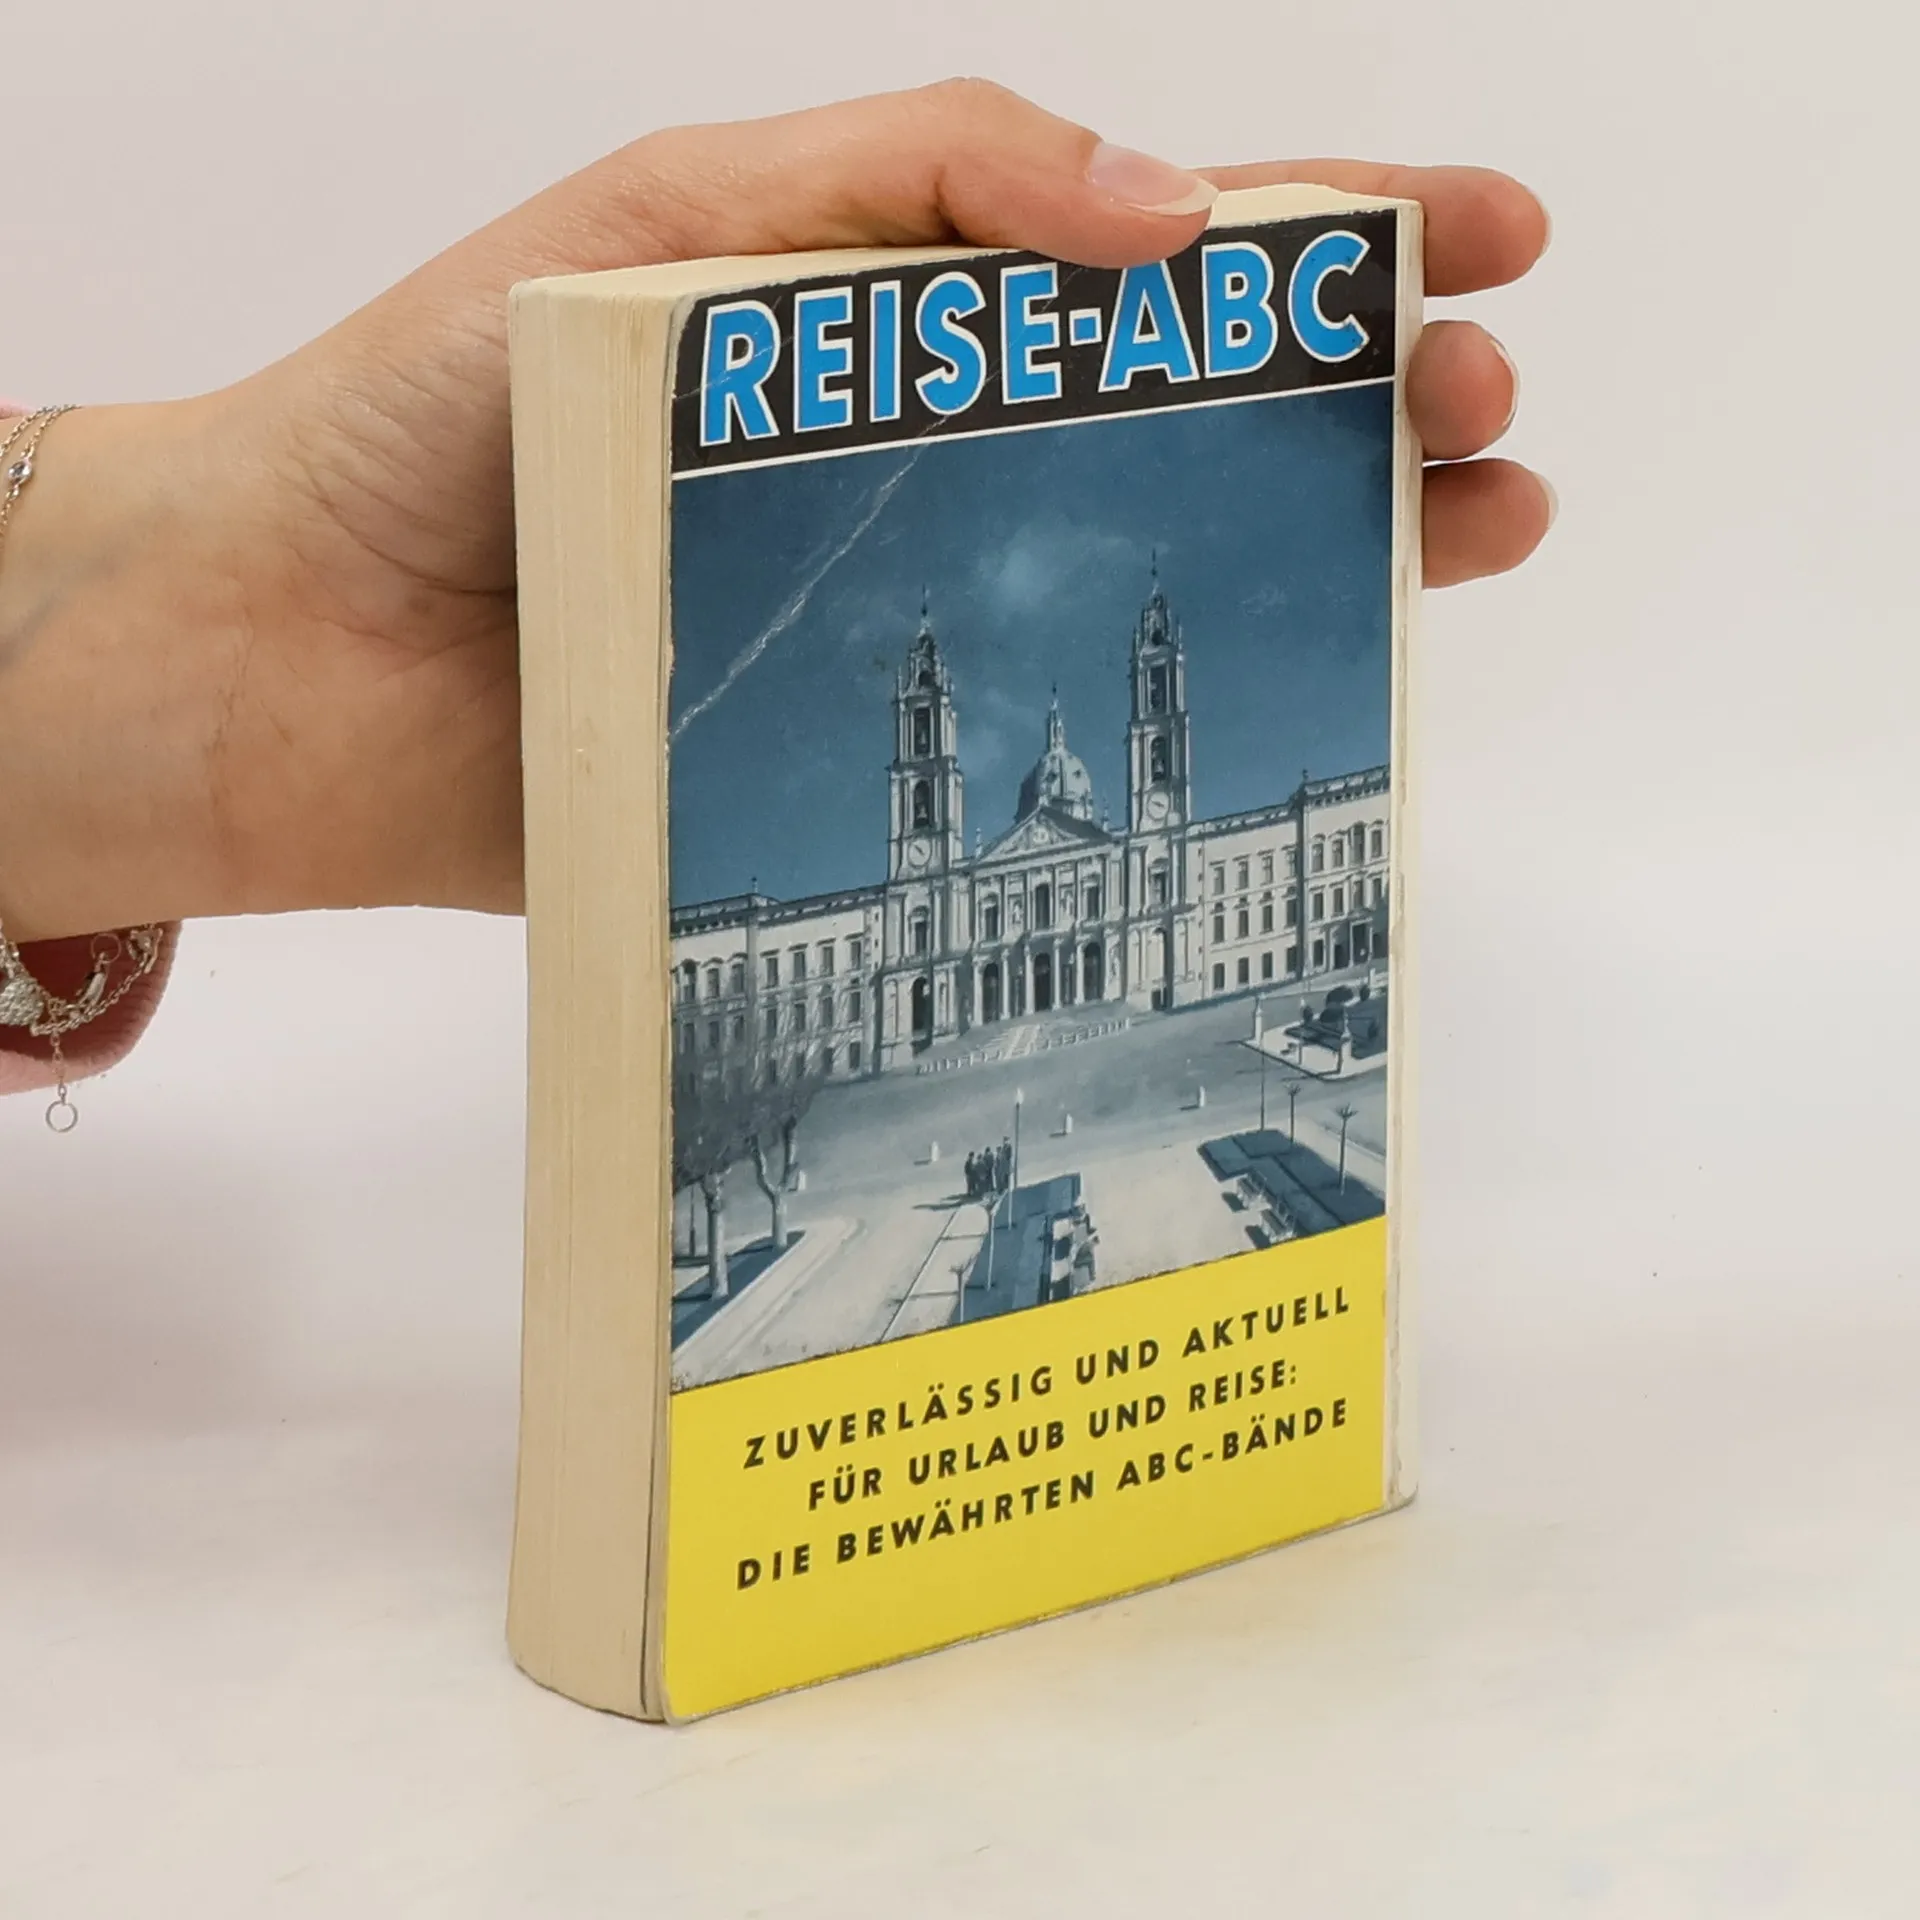 REISE-ABC
ZUVERLÄSSIG UND AKTUELL
FÜR URLAUB UND REISE:
DIE BEWÄHRTEN ABC-BÄNDE